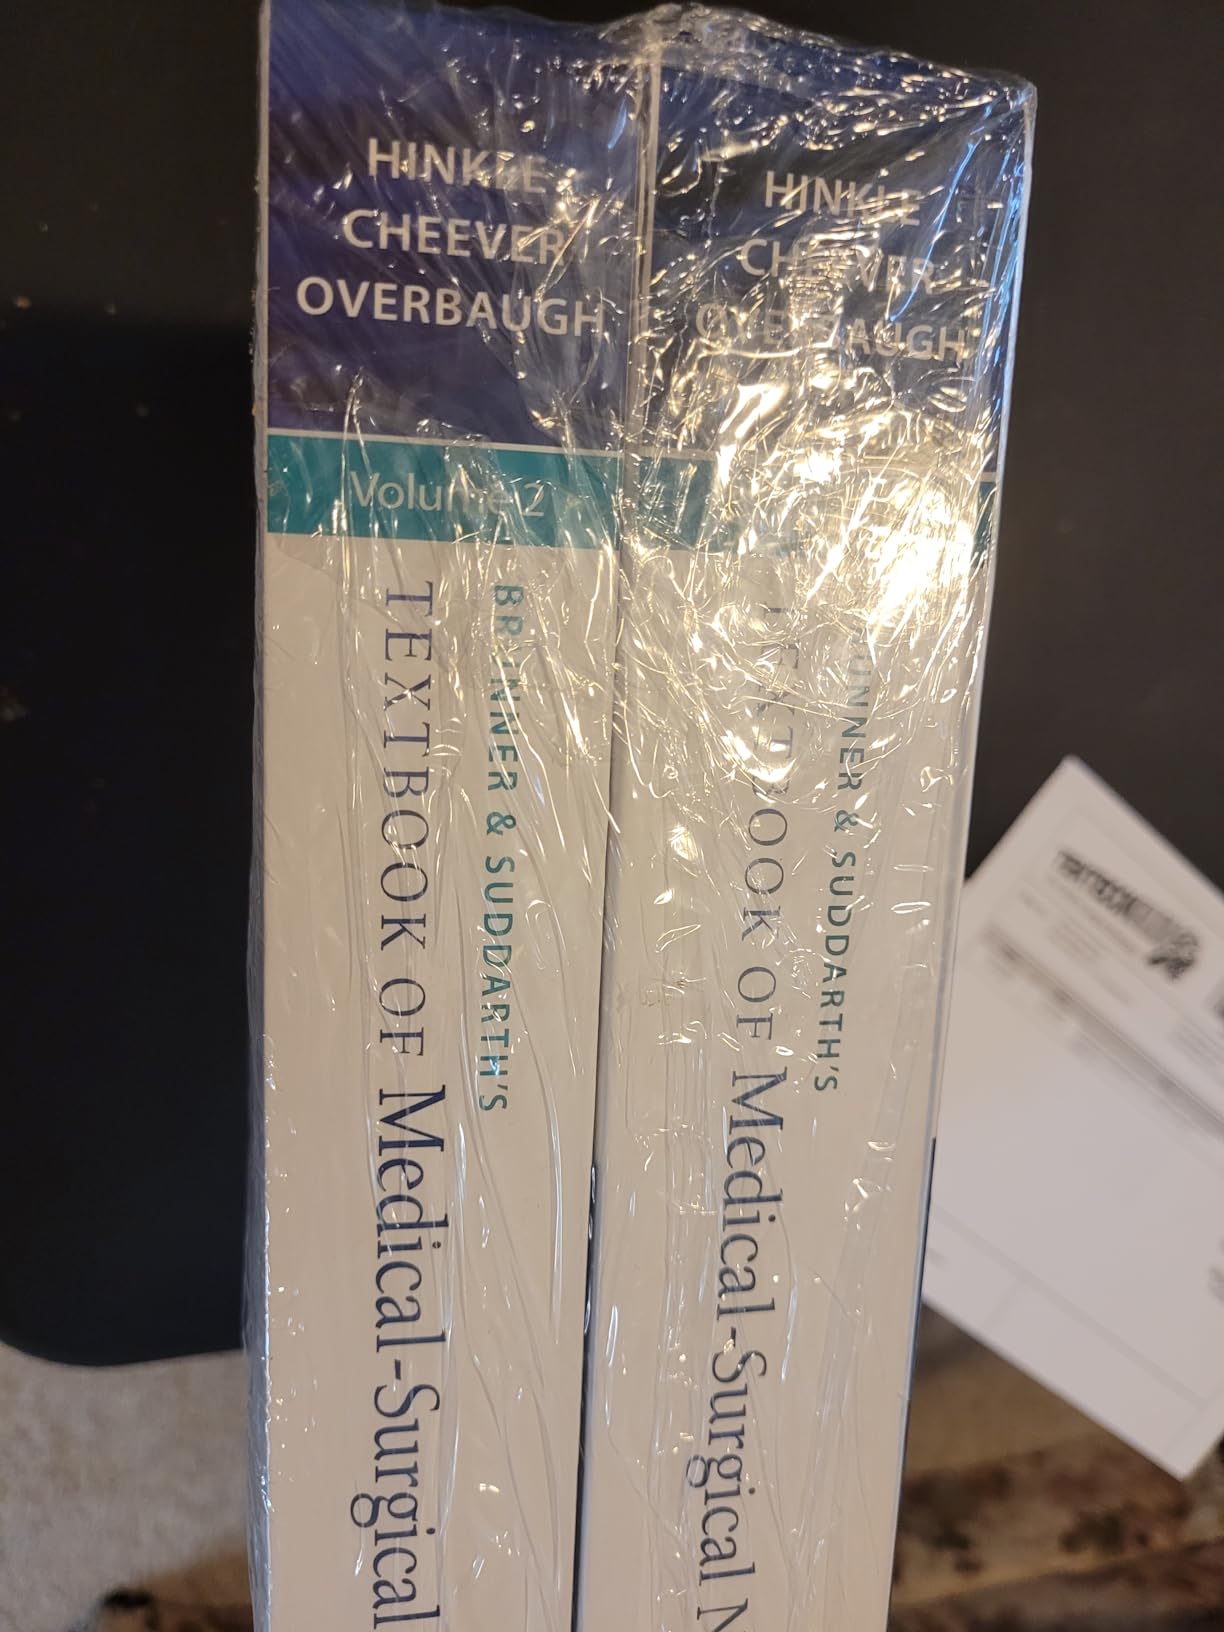 HINKLE
CHEEVER
OVERBAUGH
Volume 2
BRUNNER & SUDDARTH'S
TEXTBOOK OF Medical-Surgical
HINKLE
CHEEVER
OVERBAUGH
UNNER & SUDDARTH'S
TEXTBOOK OF Medical-Surgical N